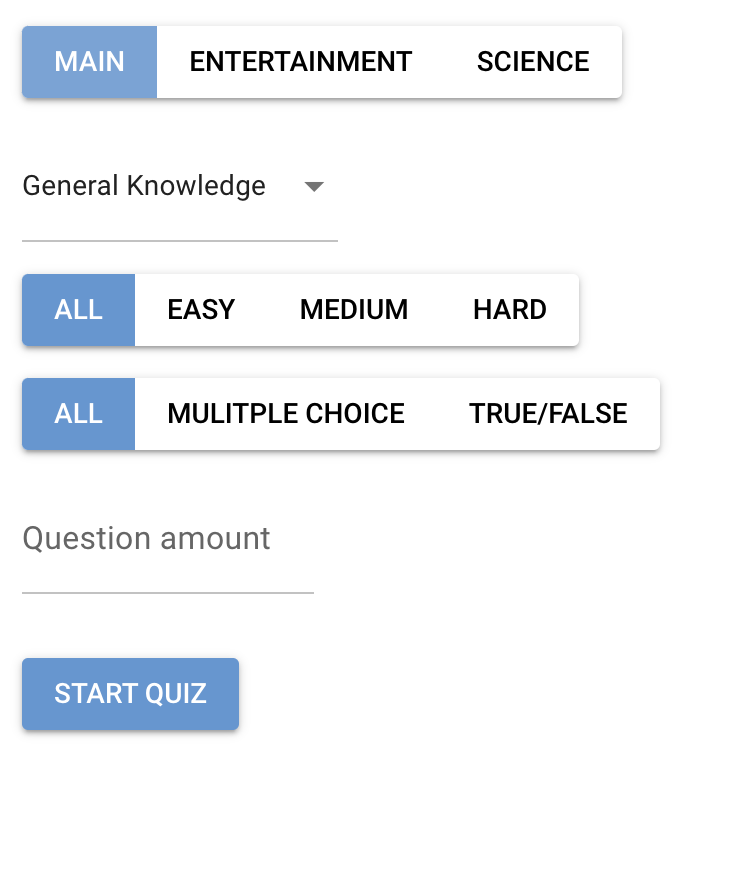 MAIN ENTERTAINMENT SCIENCE
General Knowledge
ALL EASY MEDIUM HARD
ALL MULITPLE CHOICE TRUE/FALSE
Question amount
START QUIZ